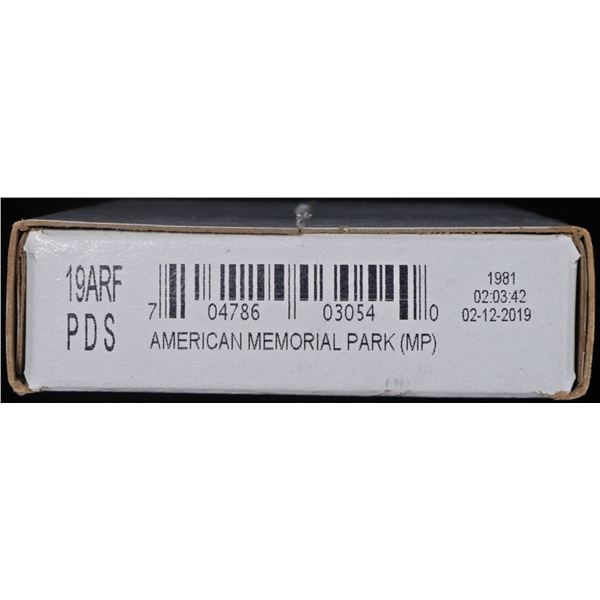 19ARF
PDS
7 04786 03054 0
AMERICAN MEMORIAL PARK (MP)
1981
02:03:42
02-12-2019